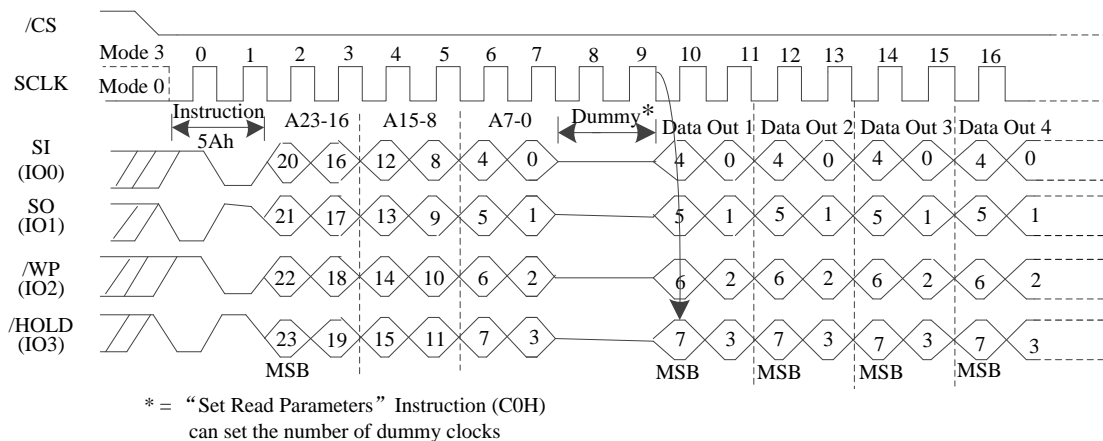 /CS
Mode 3 0 1 2 3 4 5 6 7 8 9 10 11 12 13 14 15 16
SCLK
Mode 0
Instruction A23-16 A15-8 A7-0 Dummy* Data Out 1 Data Out 2 Data Out 3 Data Out 4
5Ah
SI
(IO0) 20 16 12 8 4 0 4 0 4 0 4 0 4 0
SO
(IO1) 21 17 13 9 5 1 5 1 5 1 5 1 5 1
/WP
(IO2) 22 18 14 10 6 2 6 2 6 2 6 2 6 2
/HOLD
(IO3) 23 19 15 11 7 3 7 3 7 3 7 3 7 3
MSB MSB MSB MSB MSB
* = “Set Read Parameters” Instruction (C0H)
can set the number of dummy clocks